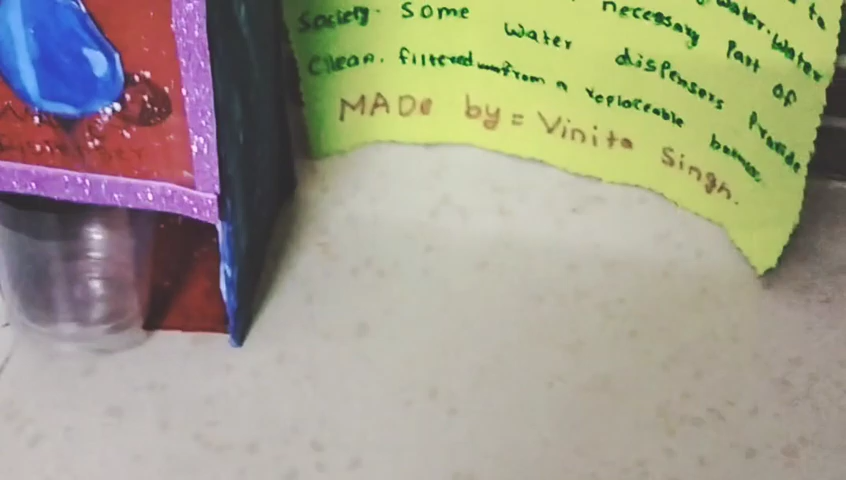 water. water to
Society. Some necessary Part of
Water dispensers Provide
Clean. filtered from a replaceable
MADe by = Vinita Singh.